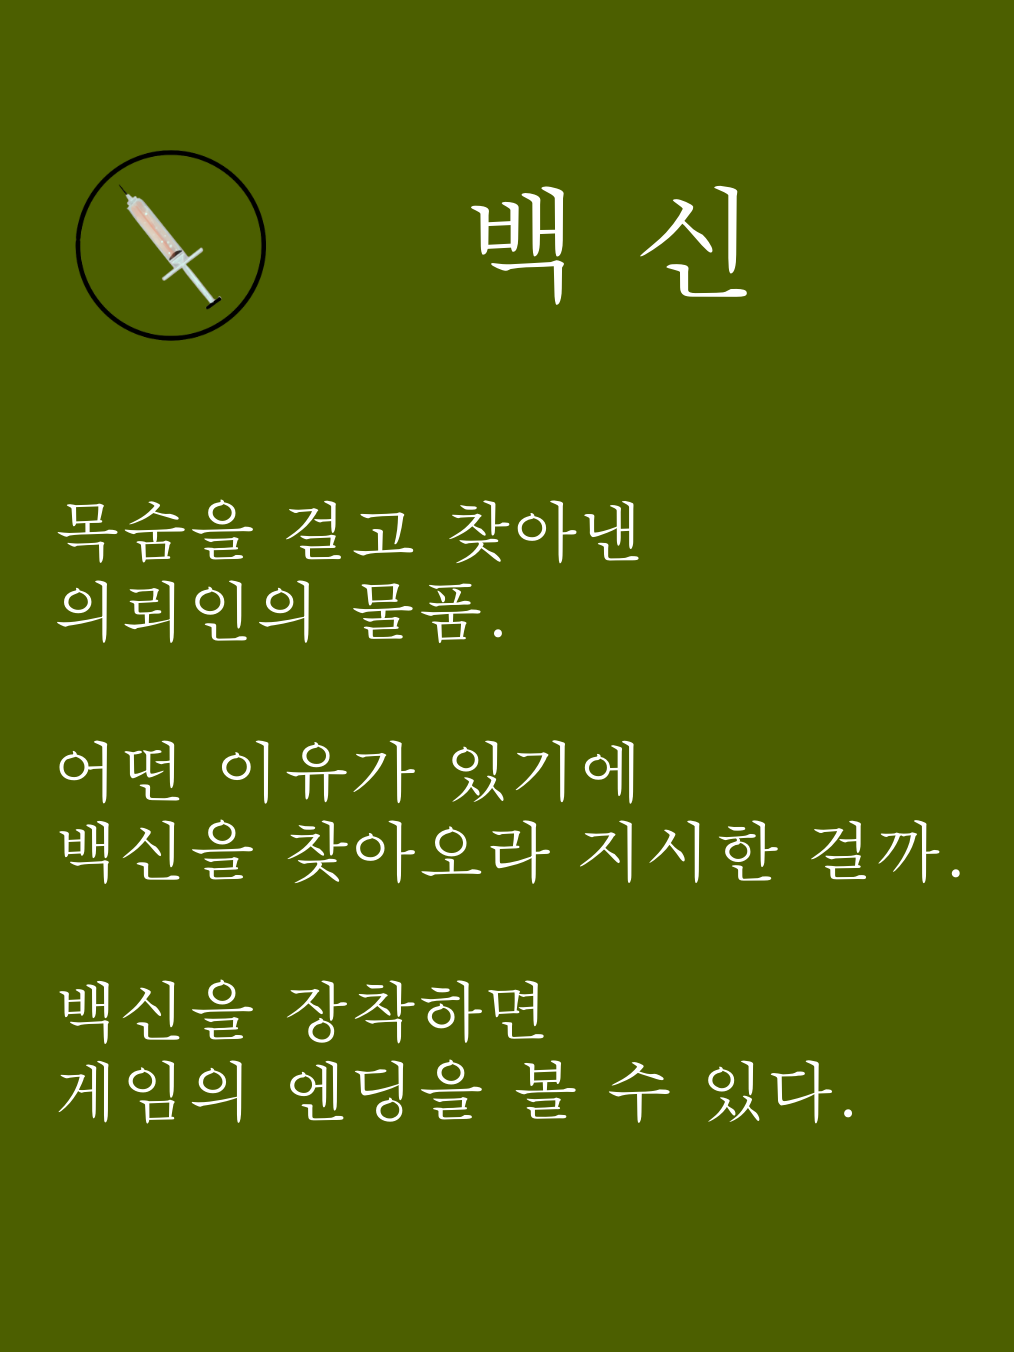 백 신
목숨을 걸고 찾아낸
의뢰인의 물품.
어떤 이유가 있기에
백신을 찾아오라 지시한 걸까.
백신을 장착하면
게임의 엔딩을 볼 수 있다.